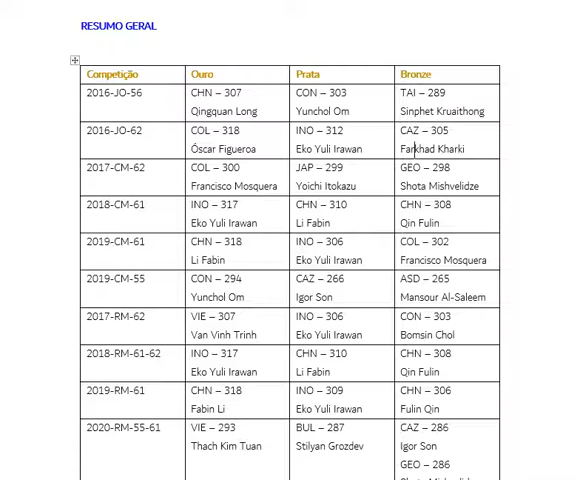 RESUMO GERAL
Competição Ouro Prata Bronze
2016-JO-56 CHN – 307 CON – 303 TAI – 289
Qingquan Long Yunchol Om Sinphet Kruaithong
2016-JO-62 COL – 318 INO – 312 CAZ – 305
Óscar Figueroa Eko Yuli Irawan Farkhad Kharki
2017-CM-62 COL – 300 JAP – 299 GEO – 298
Francisco Mosquera Yoichi Itokazu Shota Mishvelidze
2018-CM-61 INO – 317 CHN – 310 CHN – 308
Eko Yuli Irawan Li Fabin Qin Fulin
2019-CM-61 CHN – 318 INO – 306 COL – 302
Li Fabin Eko Yuli Irawan Francisco Mosquera
2019-CM-55 CON – 294 CAZ – 266 ASD – 265
Yunchol Om Igor Son Mansour Al-Saleem
2017-RM-62 VIE – 307 INO – 306 CON – 303
Van Vinh Trinh Eko Yuli Irawan Bomsin Chol
2018-RM-61-62 INO – 317 CHN – 310 CHN – 308
Eko Yuli Irawan Li Fabin Qin Fulin
2019-RM-61 CHN – 318 INO – 309 CHN – 306
Fabin Li Eko Yuli Irawan Fulin Qin
2020-RM-55-61 VIE – 293 BUL – 287 CAZ – 286
Thach Kim Tuan Stilyan Grozdev Igor Son
GEO – 286